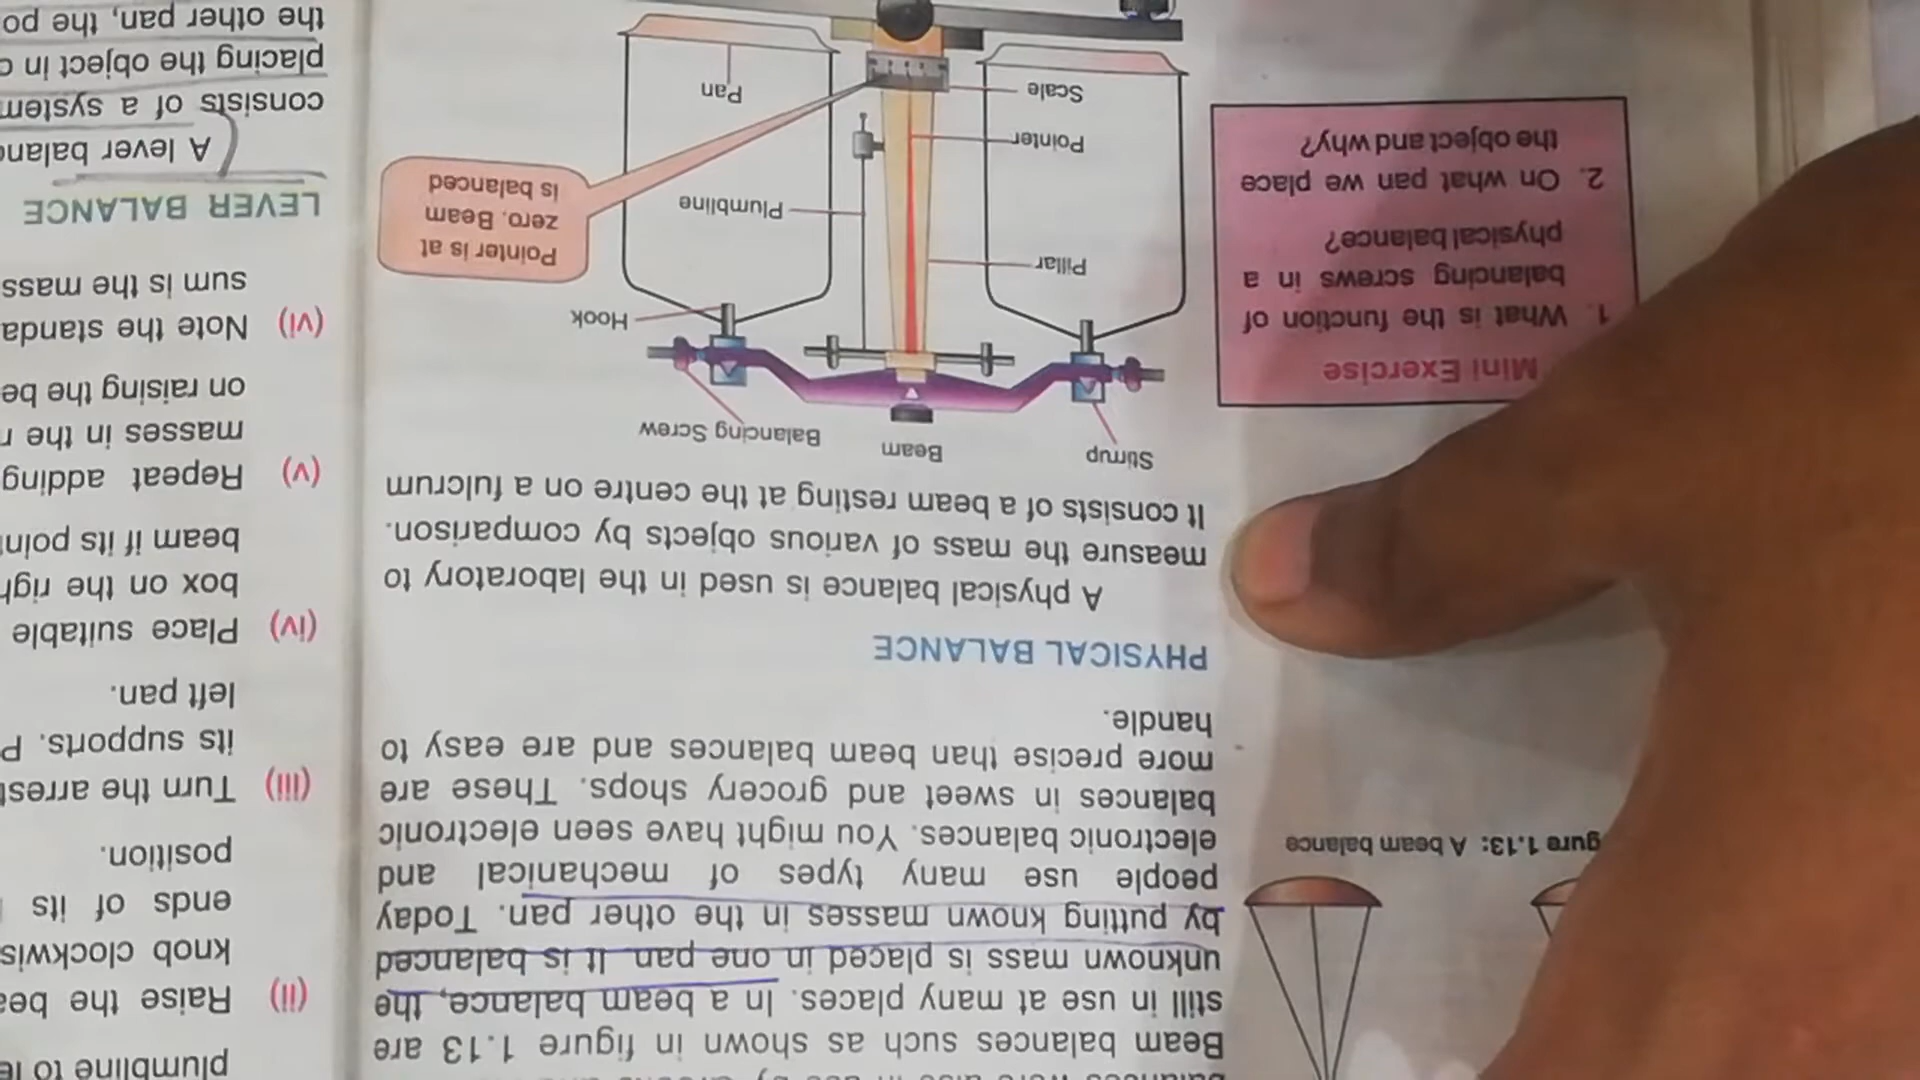 Beam balances such as shown in figure 1.13 are
still in use at many places. In a beam balance, the
unknown mass is placed in one pan. It is balanced
by putting known masses in the other pan. Today
people use many types of mechanical and
electronic balances. You might have seen electronic
balances in sweet and grocery shops. These are
more precise than beam balances and are easy to
handle.
PHYSICAL BALANCE
A physical balance is used in the laboratory to
measure the mass of various objects by comparison.
It consists of a beam resting at the centre on a fulcrum
Stirrup
Beam
Balancing Screw
Hook
Pillar
Plumbline
Pointer
Scale
Pan
Pointer is at
zero. Beam
is balanced
gure 1.13: A beam balance
Mini Exercise
1. What is the function of
balancing screws in a
physical balance?
2. On what pan we place
the object and why?
plumbline to
(ii) Raise the
knob
ends of its
position.
(iii) Turn the
its supports.
left pan.
(iv) Place suitable
box on the
beam if its
(v) Repeat adding
masses in the
on raising the
(vi) Note the
sum is the mass
LEVER BALANCE
A lever
consists of a system
placing the object in
the other pan, the